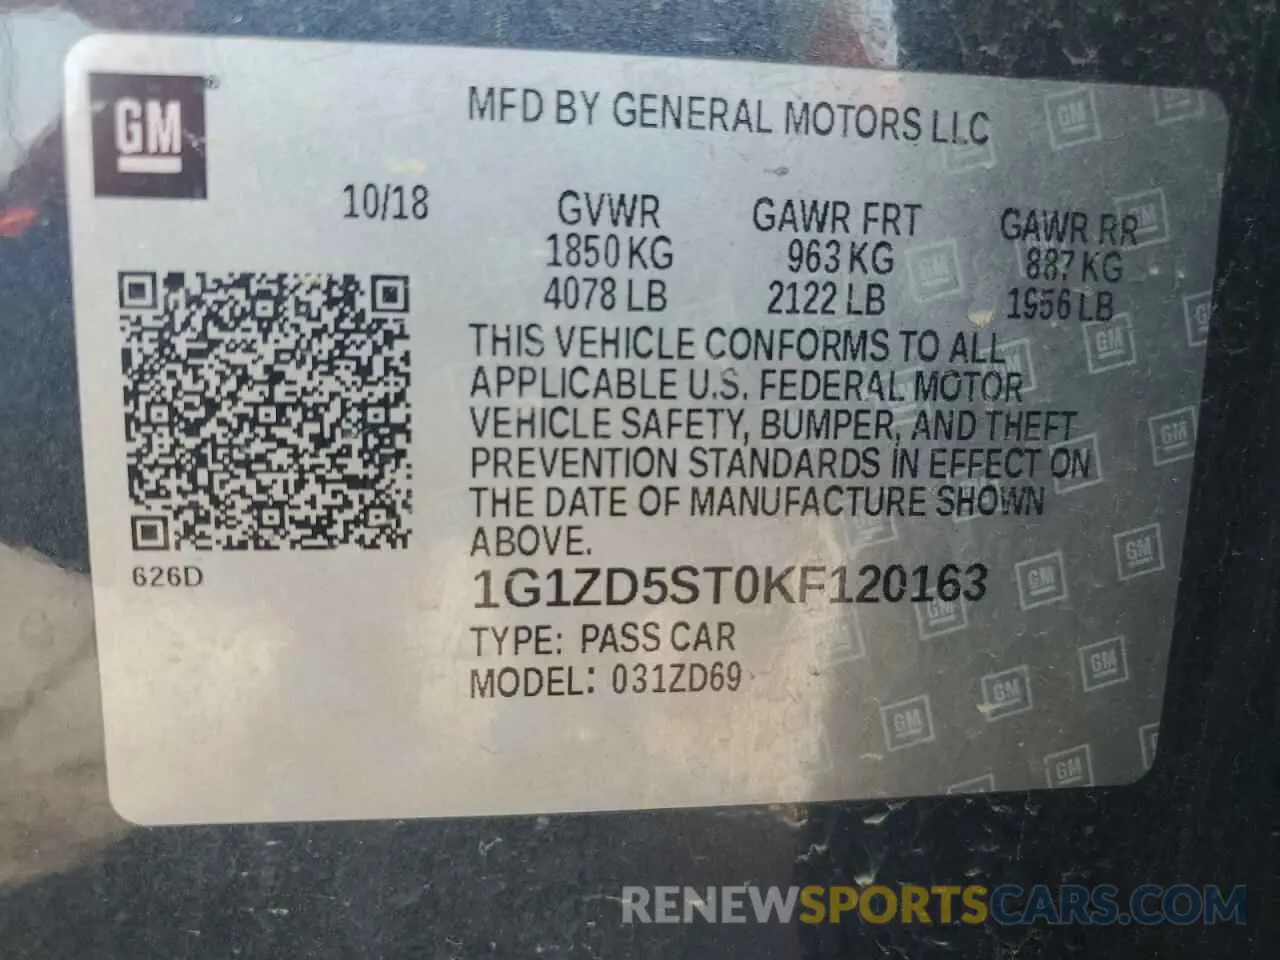 GM
MFD BY GENERAL MOTORS LLC
10/18
GVWR
1850 KG
4078 LB
GAWR FRT
963 KG
2122 LB
GAWR RR
887 KG
1956 LB
THIS VEHICLE CONFORMS TO ALL
APPLICABLE U.S. FEDERAL MOTOR
VEHICLE SAFETY, BUMPER, AND THEFT
PREVENTION STANDARDS IN EFFECT ON
THE DATE OF MANUFACTURE SHOWN
ABOVE.
626D
1G1ZD5ST0KF120163
TYPE: PASS CAR
MODEL: 031ZD69
RENEWSPORTSCARS.COM